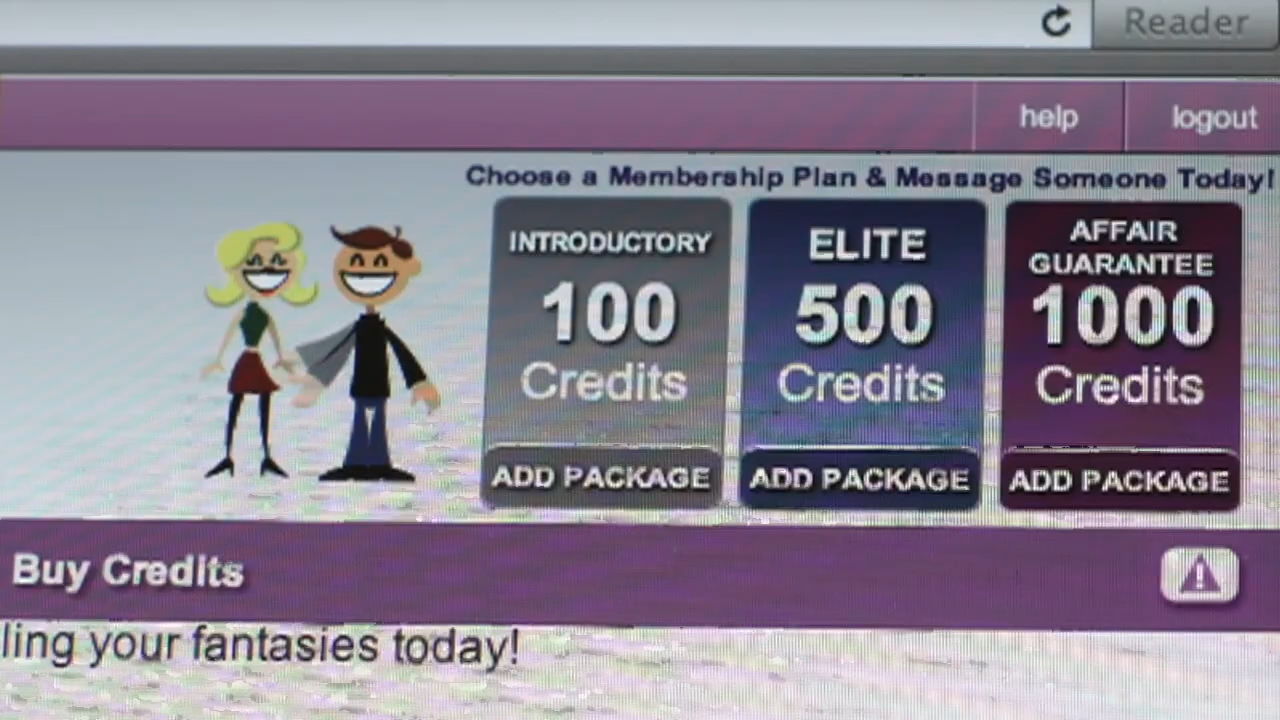 Reader
help
logout
Choose a Membership Plan & Message Someone Today!
INTRODUCTORY
100
Credits
ADD PACKAGE
ELITE
500
Credits
ADD PACKAGE
AFFAIR
GUARANTEE
1000
Credits
ADD PACKAGE
Buy Credits
ling your fantasies today!